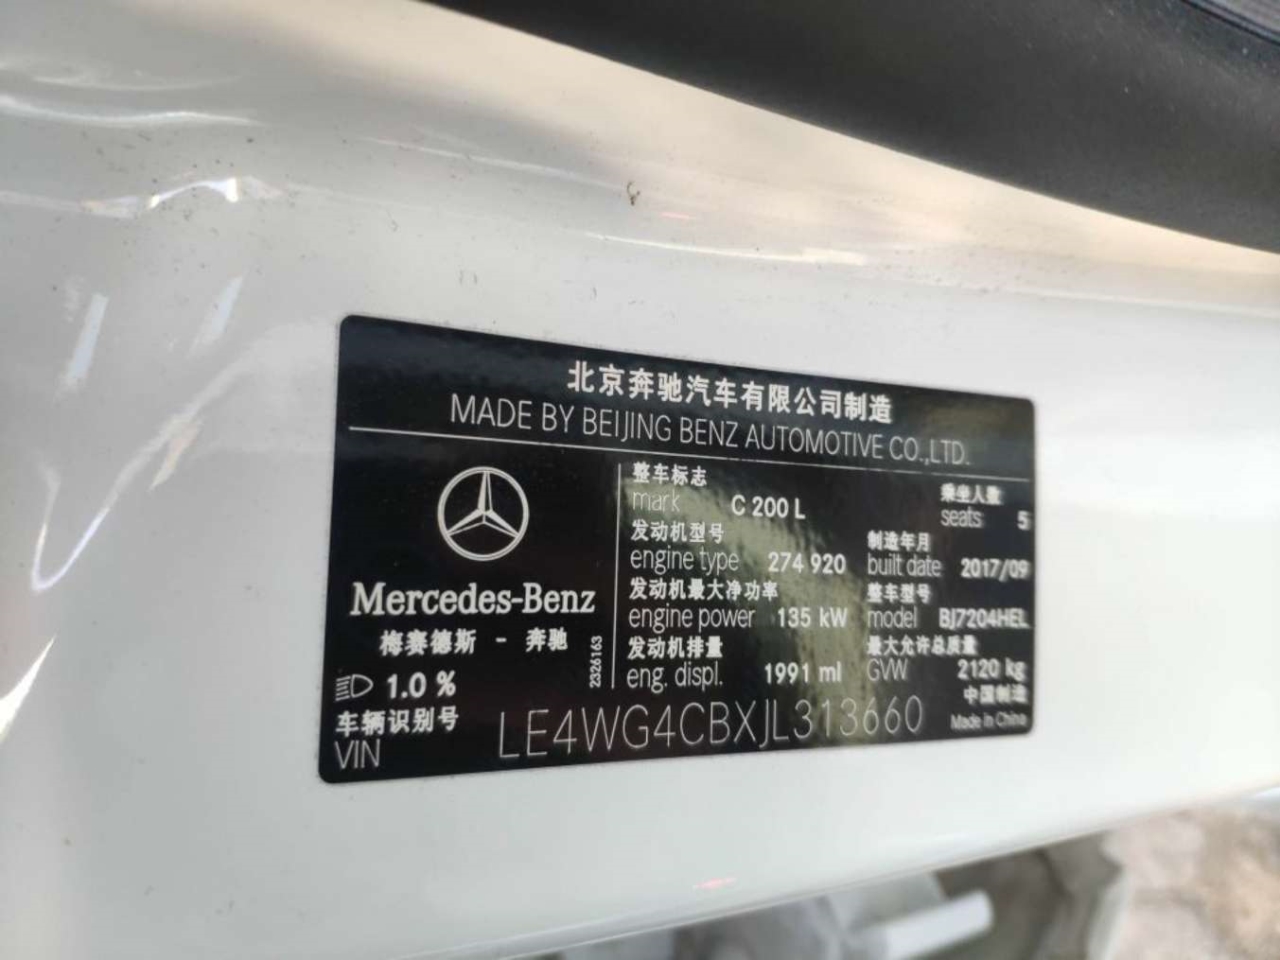 北京奔驰汽车有限公司制造
MADE BY BEIJING BENZ AUTOMOTIVE CO.,LTD.
Mercedes-Benz
梅赛德斯 - 奔驰
1.0 %
2326163
整车标志
mark C 200 L
乘坐人数
seats 5
发动机型号
engine type 274 920
制造年月
built date 2017/09
发动机最大净功率
engine power 135 kW
整车型号
model BJ7204HEL
发动机排量
eng. displ. 1991 ml
最大允许总质量
GVW 2120 kg
中国制造
Made in China
车辆识别号
VIN LE4WG4CBXJL313660